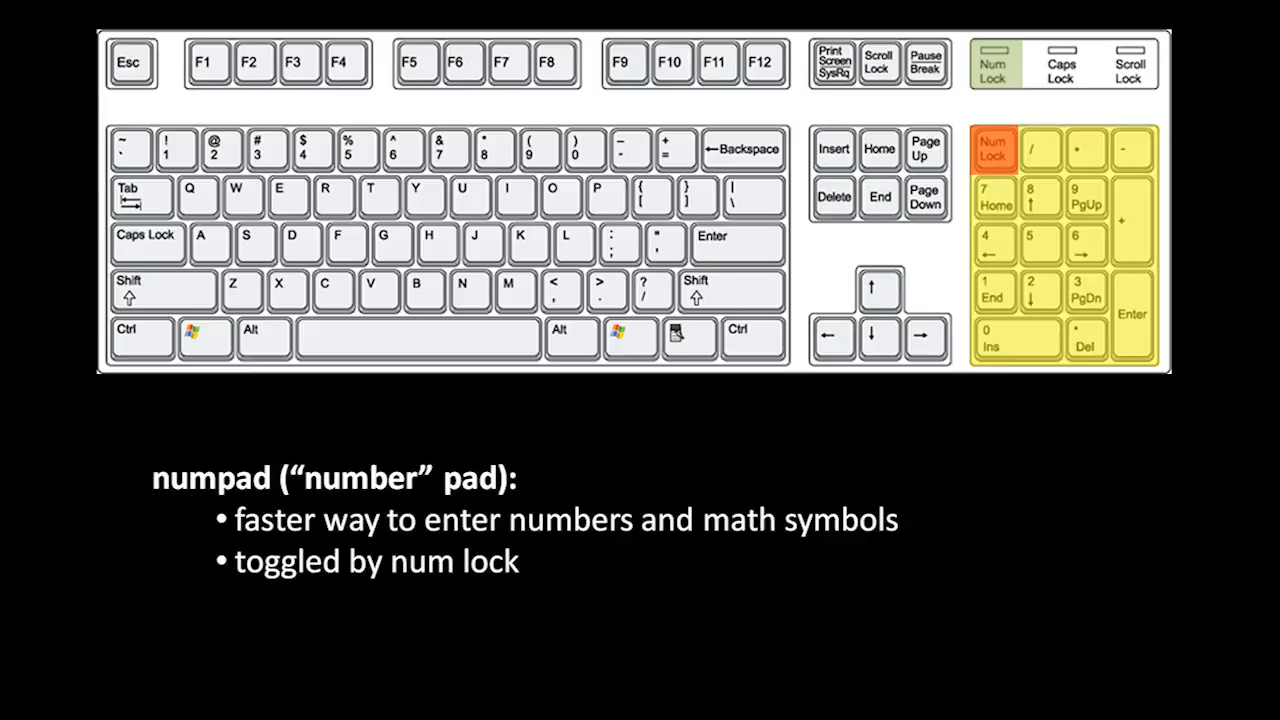 Esc F1 F2 F3 F4 F5 F6 F7 F8 F9 F10 F11 F12 Print Screen SysRq Scroll Lock Pause Break Num Lock Caps Lock Scroll Lock
~ ` ! 1 @ 2 # 3 $ 4 % 5 ^ 6 & 7 * 8 ( 9 ) 0 _ - + = ←Backspace Insert Home Page Up Num Lock / * -
Tab Q W E R T Y U I O P { [ } ] | \ Delete End Page Down 7 Home 8 ↑ 9 PgUp +
Caps Lock A S D F G H J K L : ; " ' Enter 4 ← 5 6 →
Shift ⇧ Z X C V B N M < , > . ? / Shift ⇧ ↑ 1 End 2 ↓ 3 PgDn Enter
Ctrl Alt Alt Ctrl ← ↓ → 0 Ins . Del
numpad (“number” pad):
• faster way to enter numbers and math symbols
• toggled by num lock